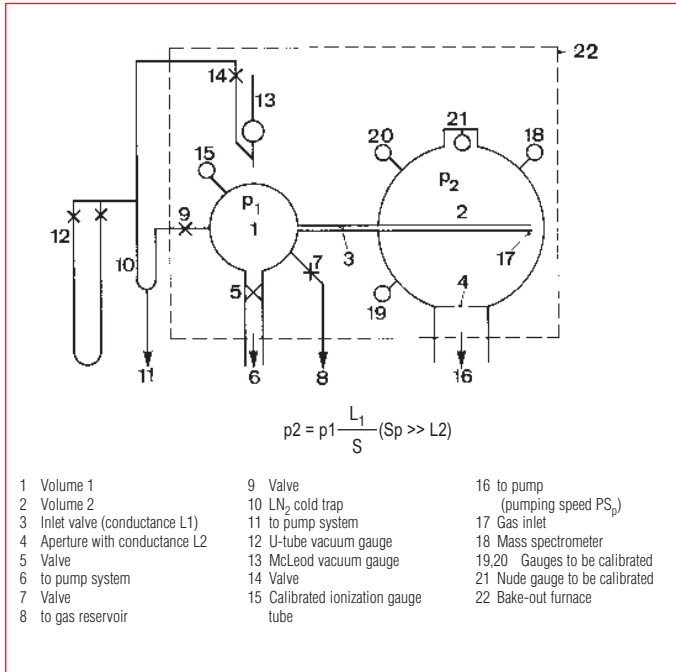 14
13
22
15
20
21
18
p1
1
p2
2
9
3
17
12
10
7
5
4
19
11
6
8
16
p2 = p1 L1/S (Sp >> L2)
1 Volume 1
2 Volume 2
3 Inlet valve (conductance L1)
4 Aperture with conductance L2
5 Valve
6 to pump system
7 Valve
8 to gas reservoir
9 Valve
10 LN2 cold trap
11 to pump system
12 U-tube vacuum gauge
13 McLeod vacuum gauge
14 Valve
15 Calibrated ionization gauge
tube
16 to pump
(pumping speed PSp)
17 Gas inlet
18 Mass spectrometer
19,20 Gauges to be calibrated
21 Nude gauge to be calibrated
22 Bake-out furnace